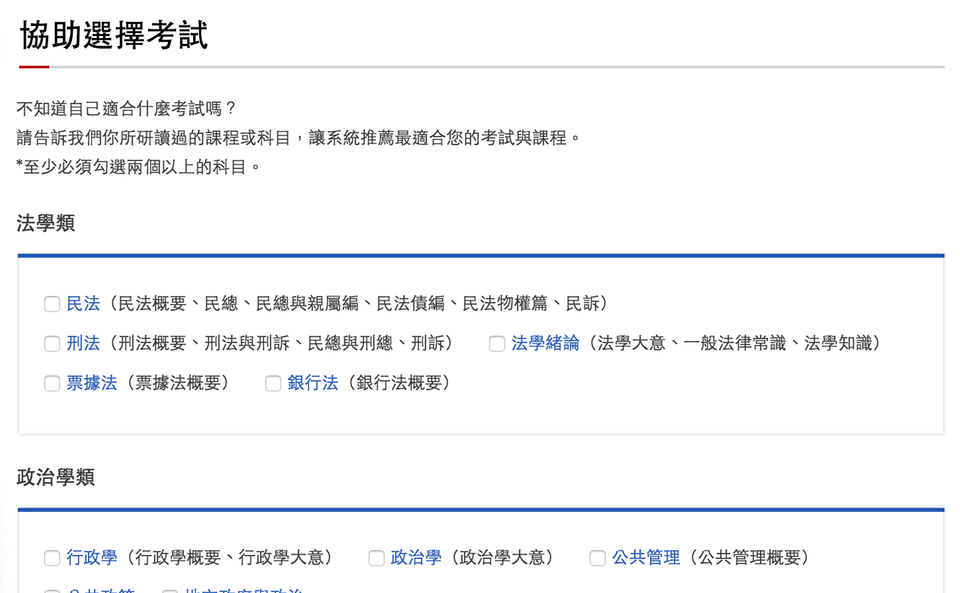 協助選擇考試
不知道自己適合什麼考試嗎？
請告訴我們你所研讀過的課程或科目，讓系統推薦最適合您的考試與課程。
*至少必須勾選兩個以上的科目。
法學類
民法（民法概要、民總、民總與親屬編、民法債編、民法物權篇、民訴）
刑法（刑法概要、刑法與刑訴、民總與刑總、刑訴） 法學緒論（法學大意、一般法律常識、法學知識）
票據法（票據法概要） 銀行法（銀行法概要）
政治學類
行政學（行政學概要、行政學大意） 政治學（政治學大意） 公共管理（公共管理概要）